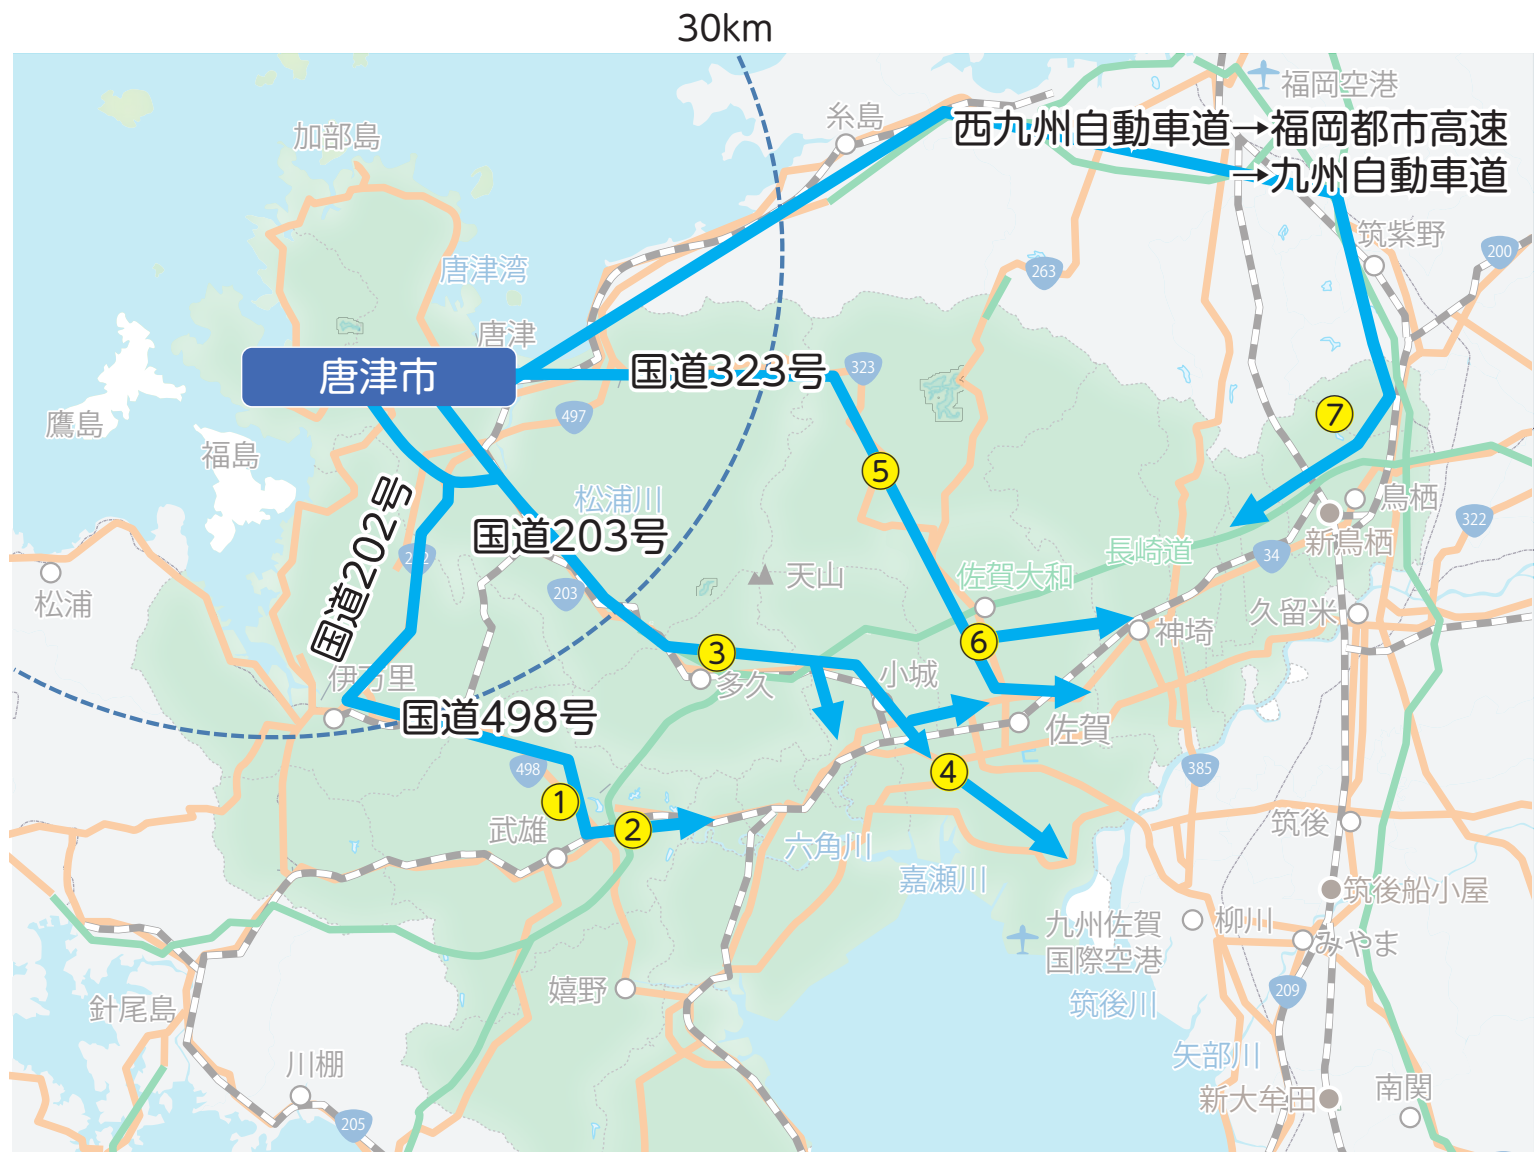 30km
福岡空港
糸島
西九州自動車道→福岡都市高速
→九州自動車道
加部島
筑紫野
200
唐津湾
263
唐津
唐津市
国道323号
323
497
鷹島
福島
⑦
⑤
松浦川
国道202号
国道203号
鳥栖
322
新鳥栖
長崎道
34
天山
佐賀大和
松浦
203
久留米
神埼
⑥
③
伊万里
多久
小城
国道498号
佐賀
498
④
385
①
②
武雄
六角川
筑後
嘉瀬川
筑後船小屋
九州佐賀
国際空港
柳川
みやま
嬉野
209
針尾島
筑後川
矢部川
川棚
新大牟田
南関
205